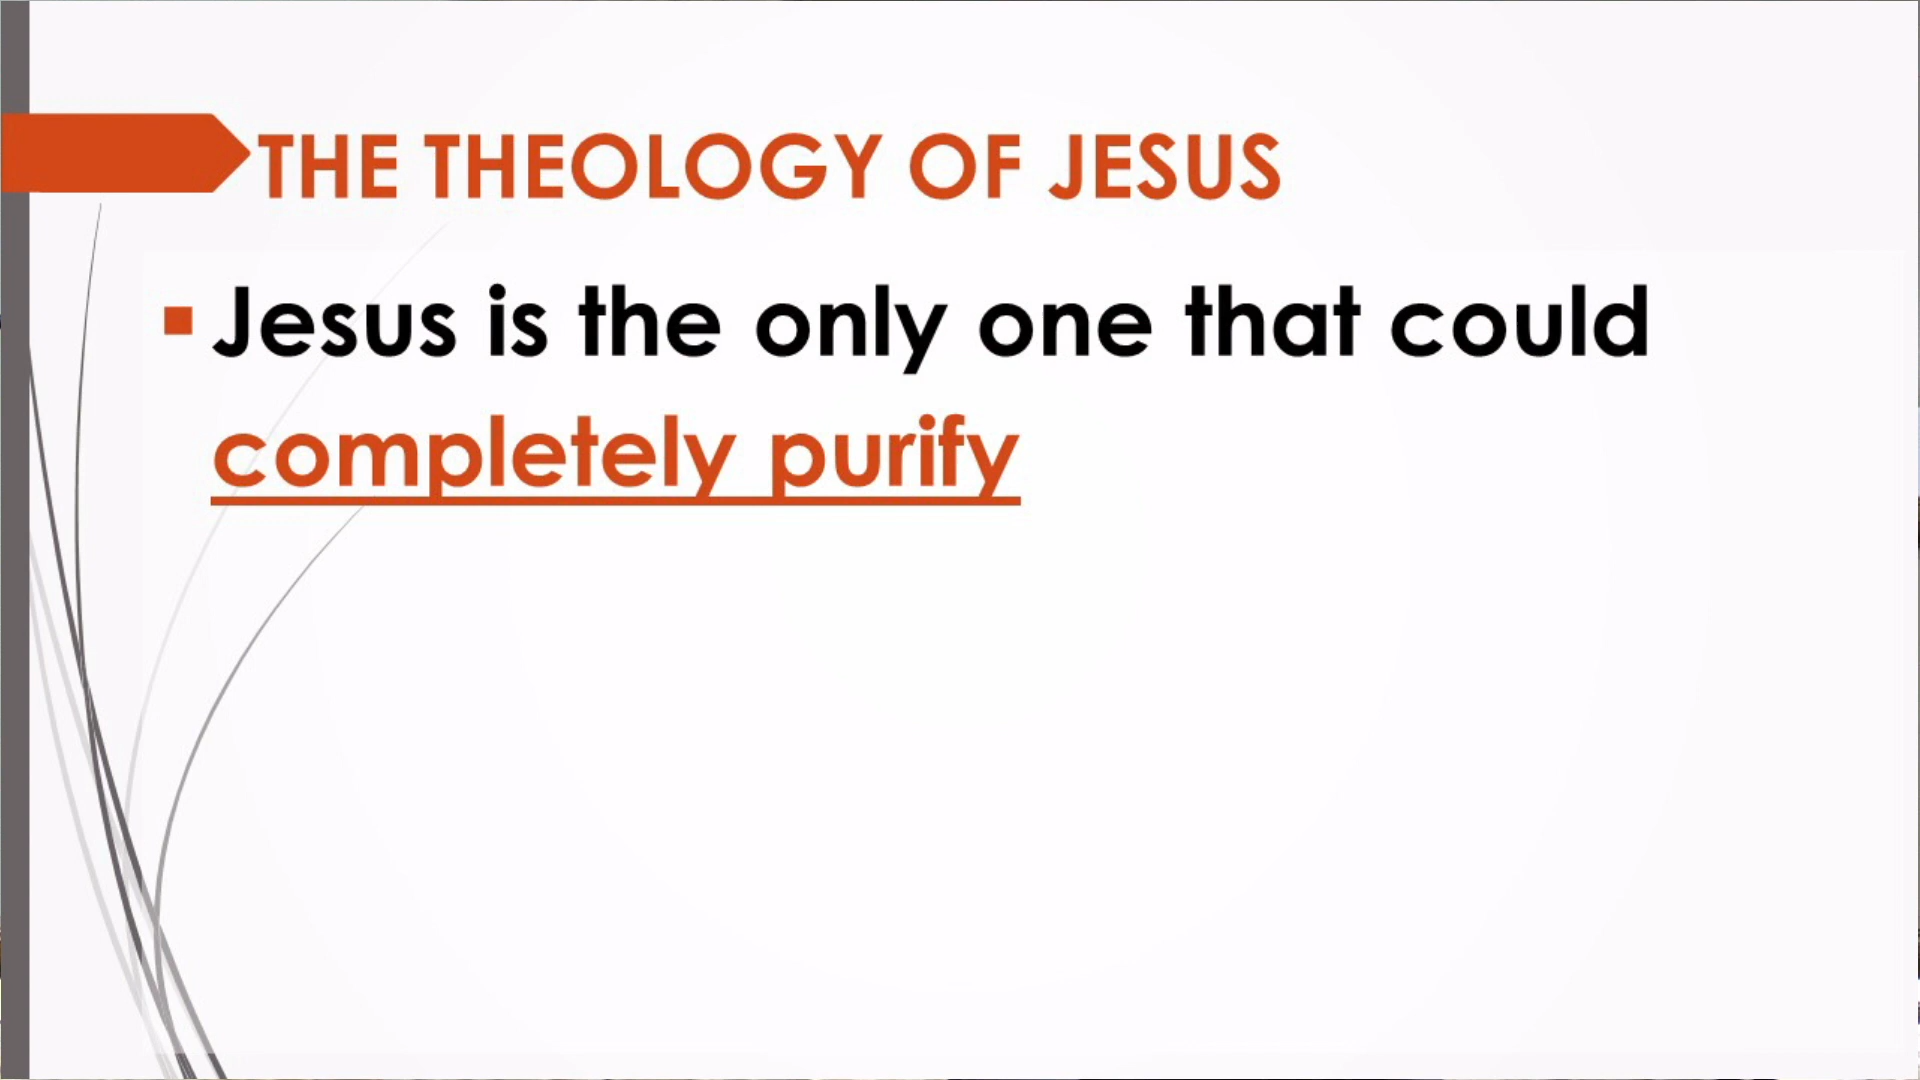 THE THEOLOGY OF JESUS
Jesus is the only one that could
completely purify